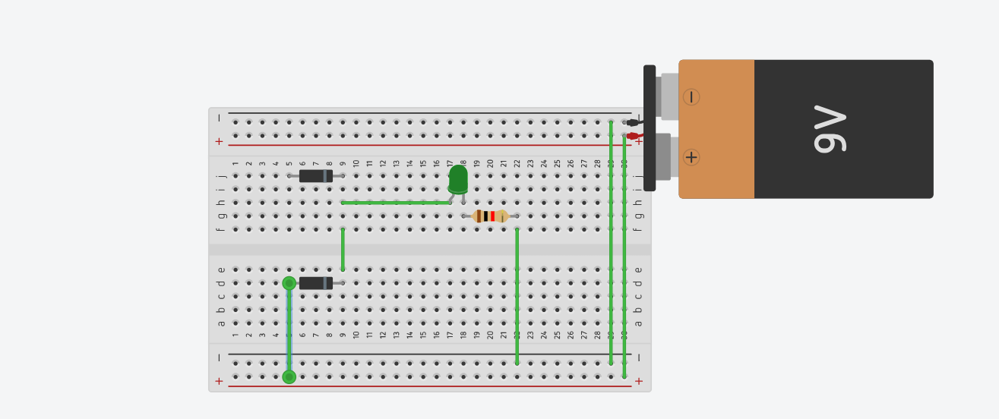 9V
−
+
−
−
+
+
1 2 3 4 5 6 7 8 9 10 11 12 13 14 15 16 17 18 19 20 21 22 23 24 25 26 27 28 29 30
j j
i i
h h
g g
f f
e e
d d
c c
b b
a a
1 2 3 4 6 7 8 9 10 11 12 13 14 15 16 17 18 19 20 21 22 23 24 25 26 27 28 29 30
− −
+ +